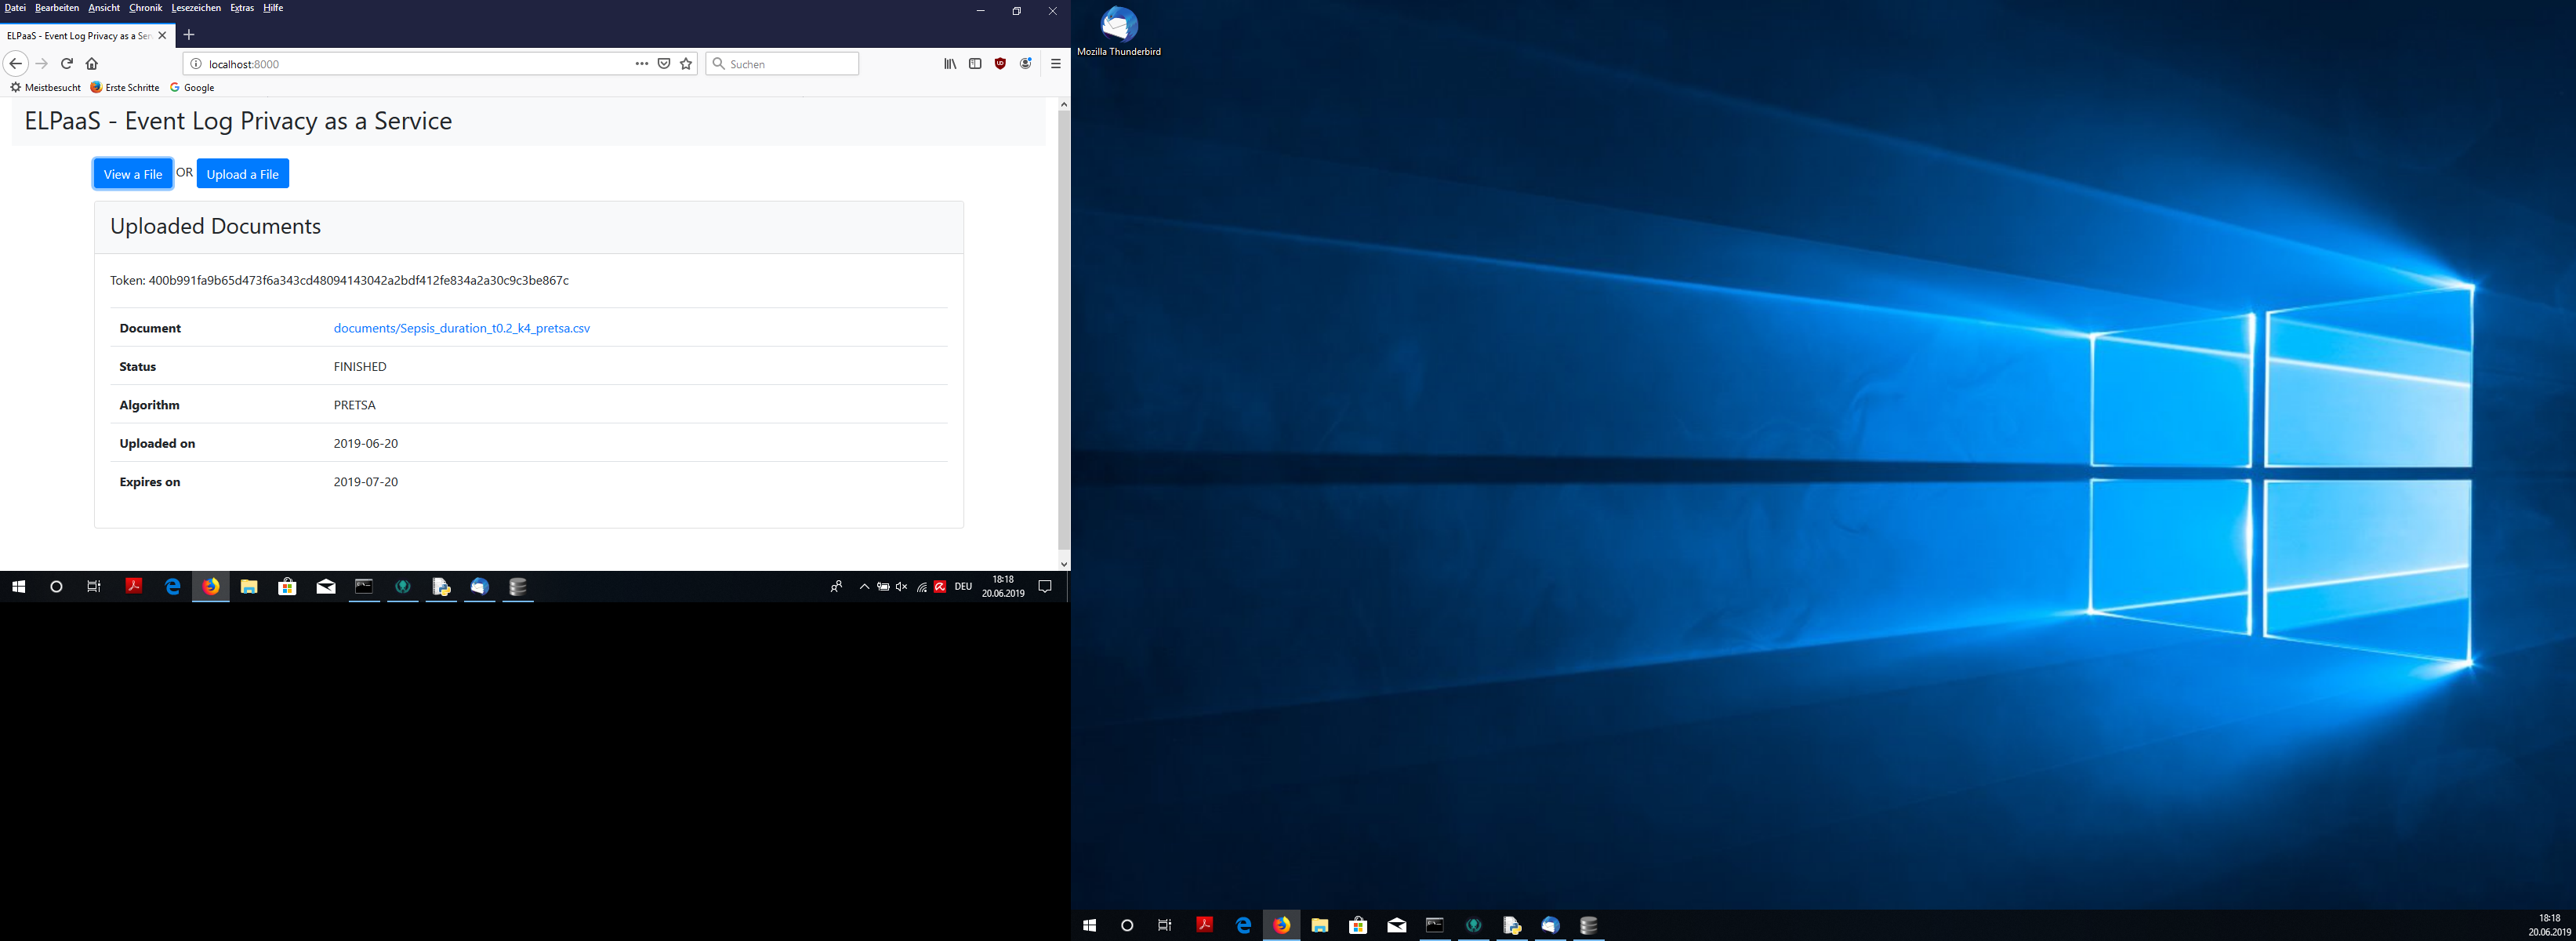 Datei Bearbeiten Ansicht Chronik Lesezeichen Extras Hilfe
ELPaaS - Event Log Privacy as a Ser
localhost:8000
Suchen
Meistbesucht Erste Schritte Google
ELPaaS - Event Log Privacy as a Service
View a File OR Upload a File
Uploaded Documents
Token: 400b991fa9b65d473f6a343cd48094143042a2bdf412fe834a2a30c9c3be867c
Document documents/Sepsis_duration_t0.2_k4_pretsa.csv
Status FINISHED
Algorithm PRETSA
Uploaded on 2019-06-20
Expires on 2019-07-20
DEU
18:18
20.06.2019
Mozilla Thunderbird
18:18
20.06.2019